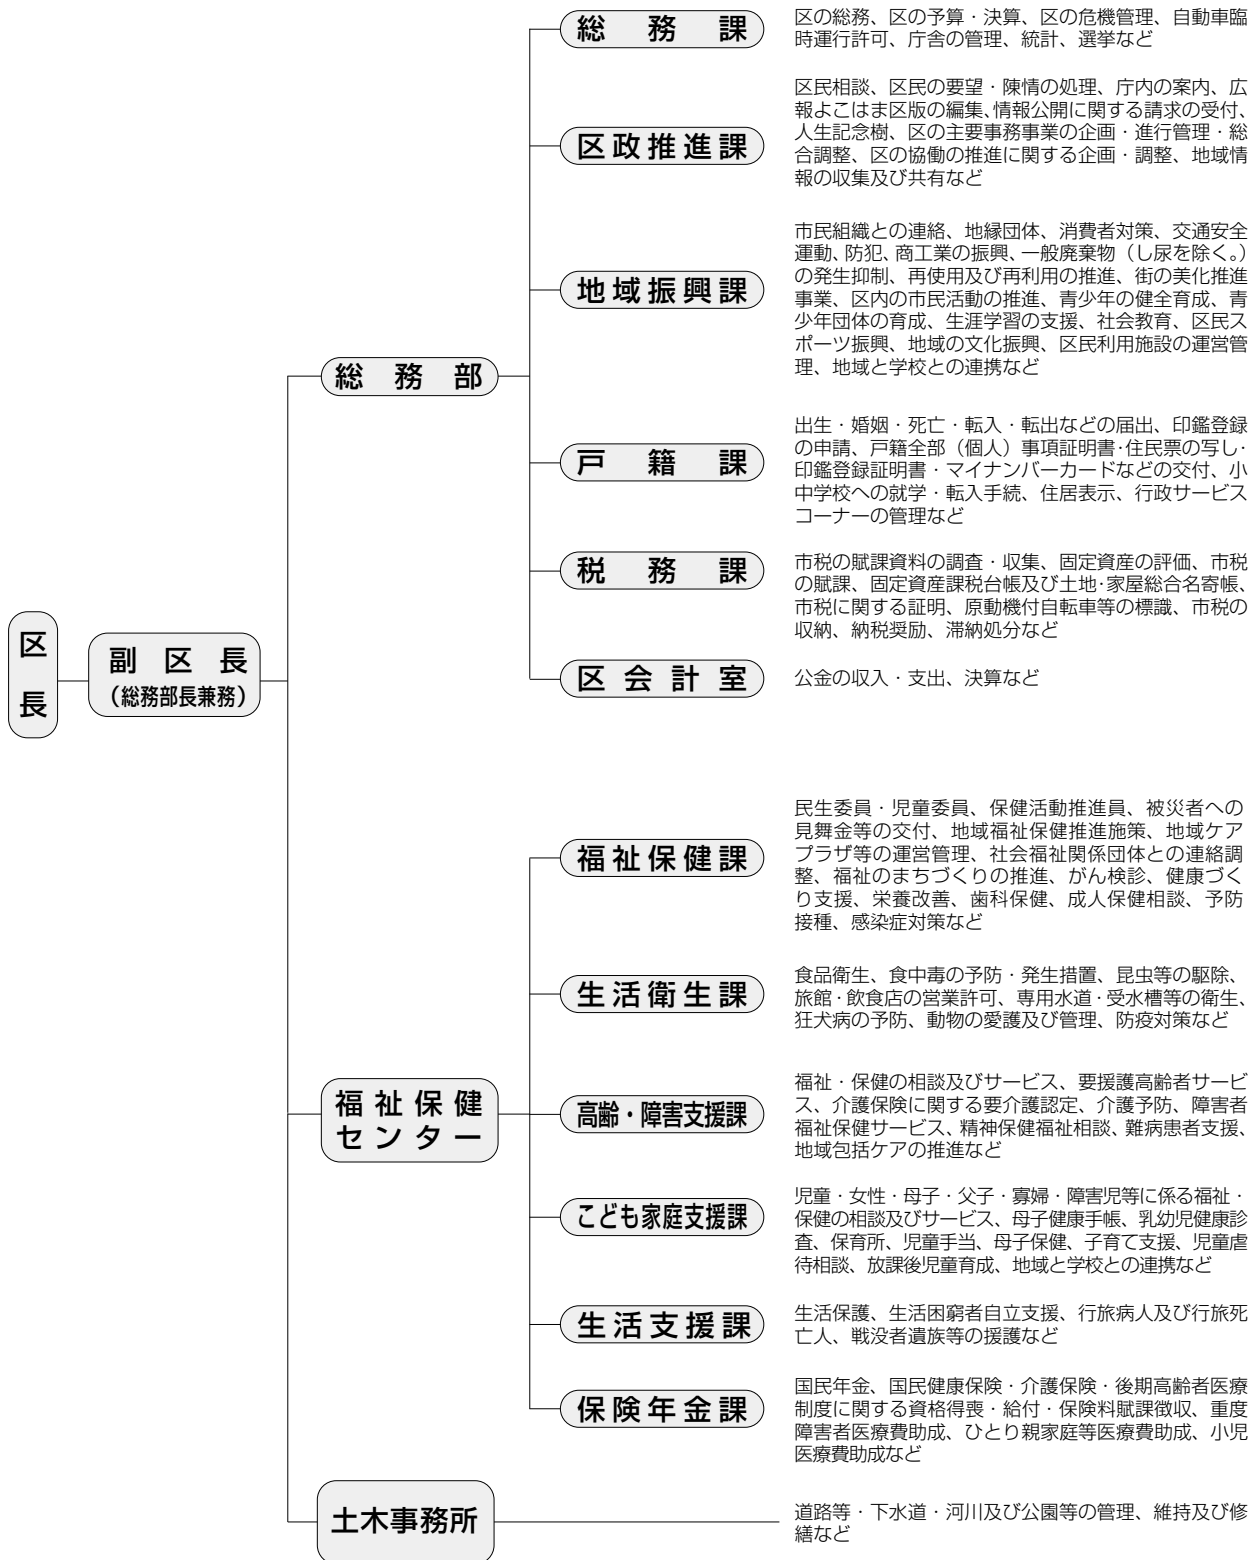 区
長
副区長
（総務部長兼務）
総務部
総務課
区の総務、区の予算・決算、区の危機管理、自動車臨
時運行許可、庁舎の管理、統計、選挙など
区政推進課
区民相談、区民の要望・陳情の処理、庁内の案内、広
報よこはま区版の編集、情報公開に関する請求の受付、
人生記念樹、区の主要事務事業の企画・進行管理・総
合調整、区の協働の推進に関する企画・調整、地域情
報の収集及び共有など
地域振興課
市民組織との連絡、地縁団体、消費者対策、交通安全
運動、防犯、商工業の振興、一般廃棄物（し尿を除く。）
の発生抑制、再使用及び再利用の推進、街の美化推進
事業、区内の市民活動の推進、青少年の健全育成、青
少年団体の育成、生涯学習の支援、社会教育、区民ス
ポーツ振興、地域の文化振興、区民利用施設の運営管
理、地域と学校との連携など
戸籍課
出生・婚姻・死亡・転入・転出などの届出、印鑑登録
の申請、戸籍全部（個人）事項証明書・住民票の写し・
印鑑登録証明書・マイナンバーカードなどの交付、小
中学校への就学・転入手続、住居表示、行政サービス
コーナーの管理など
税務課
市税の賦課資料の調査・収集、固定資産の評価、市税
の賦課、固定資産課税台帳及び土地・家屋総合名寄帳、
市税に関する証明、原動機付自転車等の標識、市税の
収納、納税奨励、滞納処分など
区会計室
公金の収入・支出、決算など
福祉保健
センター
福祉保健課
民生委員・児童委員、保健活動推進員、被災者への
見舞金等の交付、地域福祉保健推進施策、地域ケア
プラザ等の運営管理、社会福祉関係団体との連絡調
整、福祉のまちづくりの推進、がん検診、健康づく
り支援、栄養改善、歯科保健、成人保健相談、予防
接種、感染症対策など
生活衛生課
食品衛生、食中毒の予防・発生措置、昆虫等の駆除、
旅館・飲食店の営業許可、専用水道・受水槽等の衛生、
狂犬病の予防、動物の愛護及び管理、防疫対策など
高齢・障害支援課
福祉・保健の相談及びサービス、要援護高齢者サービ
ス、介護保険に関する要介護認定、介護予防、障害者
福祉保健サービス、精神保健福祉相談、難病患者支援、
地域包括ケアの推進など
こども家庭支援課
児童・女性・母子・父子・寡婦・障害児等に係る福祉・
保健の相談及びサービス、母子健康手帳、乳幼児健康診
査、保育所、児童手当、母子保健、子育て支援、児童虐
待相談、放課後児童育成、地域と学校との連携など
生活支援課
生活保護、生活困窮者自立支援、行旅病人及び行旅死
亡人、戦没者遺族等の援護など
保険年金課
国民年金、国民健康保険・介護保険・後期高齢者医療
制度に関する資格得喪・給付・保険料賦課徴収、重度
障害者医療費助成、ひとり親家庭等医療費助成、小児
医療費助成など
土木事務所
道路等・下水道・河川及び公園等の管理、維持及び修
繕など